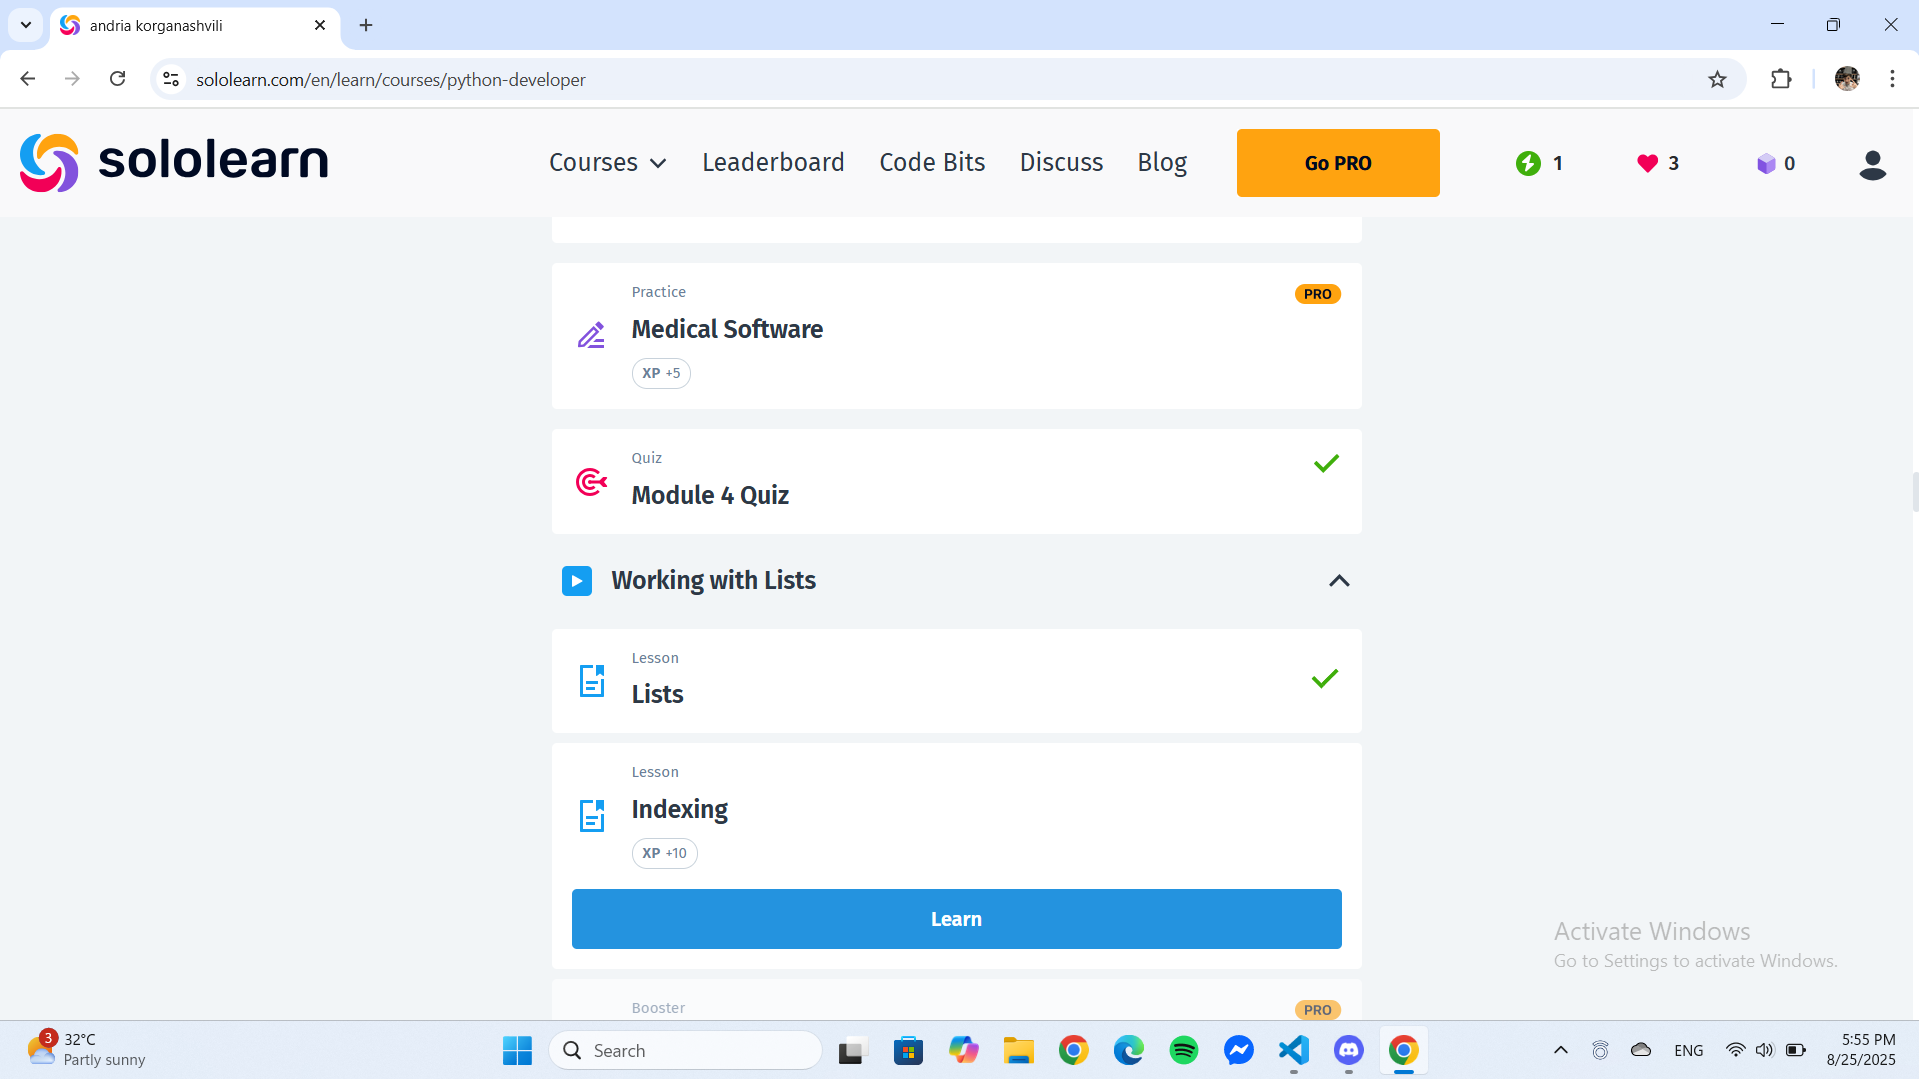 andria korganashvili
sololearn.com/en/learn/courses/python-developer
sololearn
Courses Leaderboard Code Bits Discuss Blog Go PRO 1 3 0
Practice
PRO
Medical Software
XP +5
Quiz
Module 4 Quiz
Working with Lists
Lesson
Lists
Lesson
Indexing
XP +10
Learn
Booster
PRO
Activate Windows
Go to Settings to activate Windows.
3
32°C
Partly sunny
Search
ENG
5:55 PM
8/25/2025